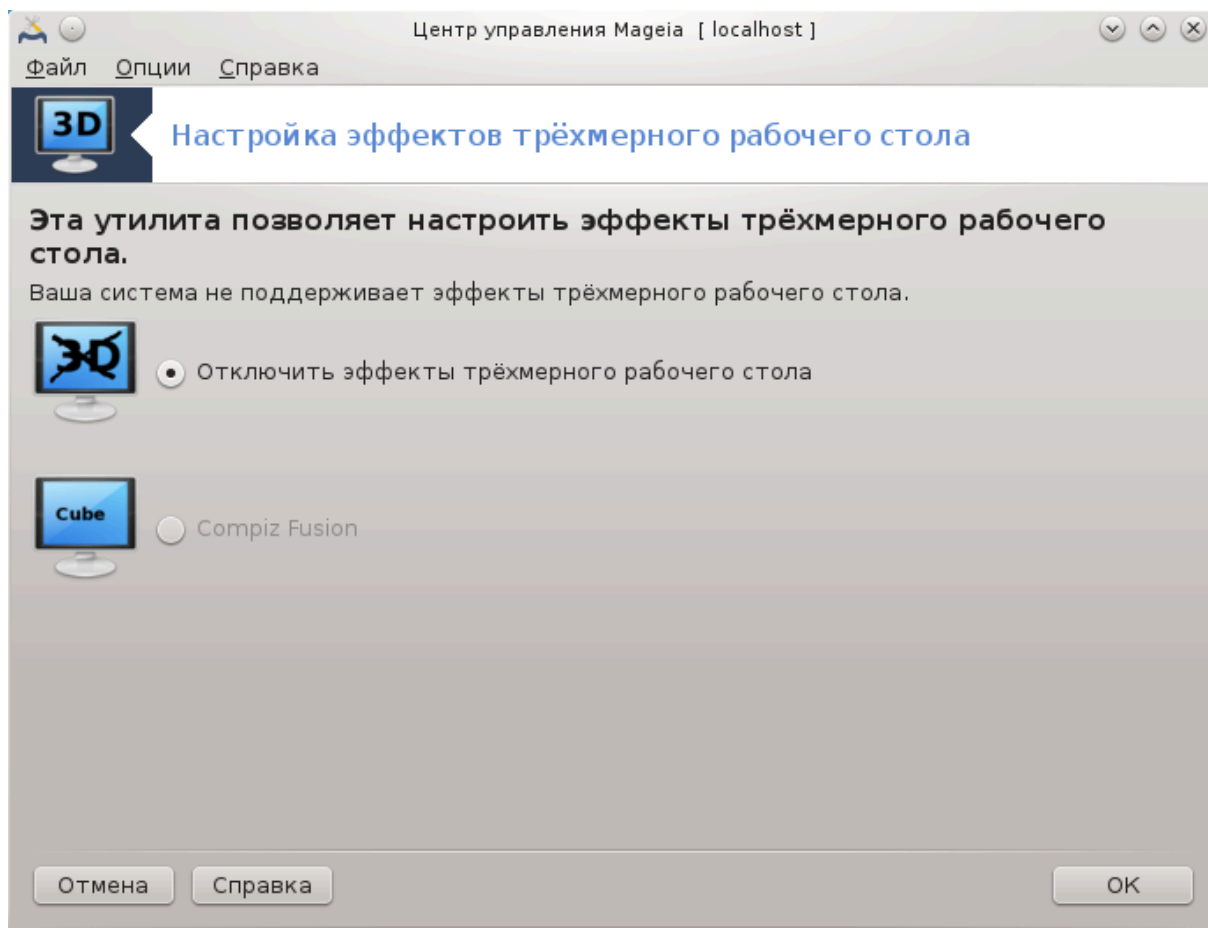 Центр управления Mageia [ localhost ]
Файл Опции Справка
3D
Настройка эффектов трёхмерного рабочего стола
Эта утилита позволяет настроить эффекты трёхмерного рабочего
стола.
Ваша система не поддерживает эффекты трёхмерного рабочего стола.
3D
Отключить эффекты трёхмерного рабочего стола
Cube
Compiz Fusion
Отмена Справка OK